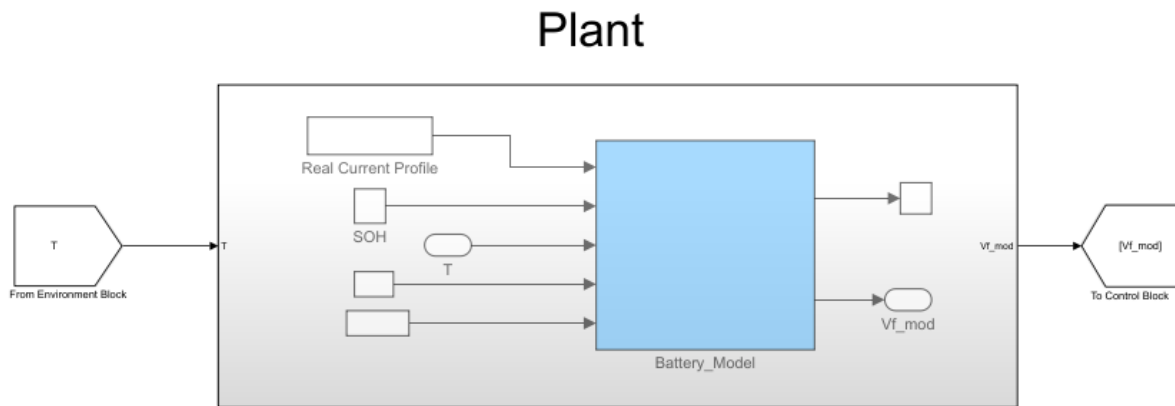 Plant
Real Current Profile
SOH
T
From Environment Block
T
T
Battery_Model
Vf_mod
Vf_mod
[Vf_mod]
To Control Block